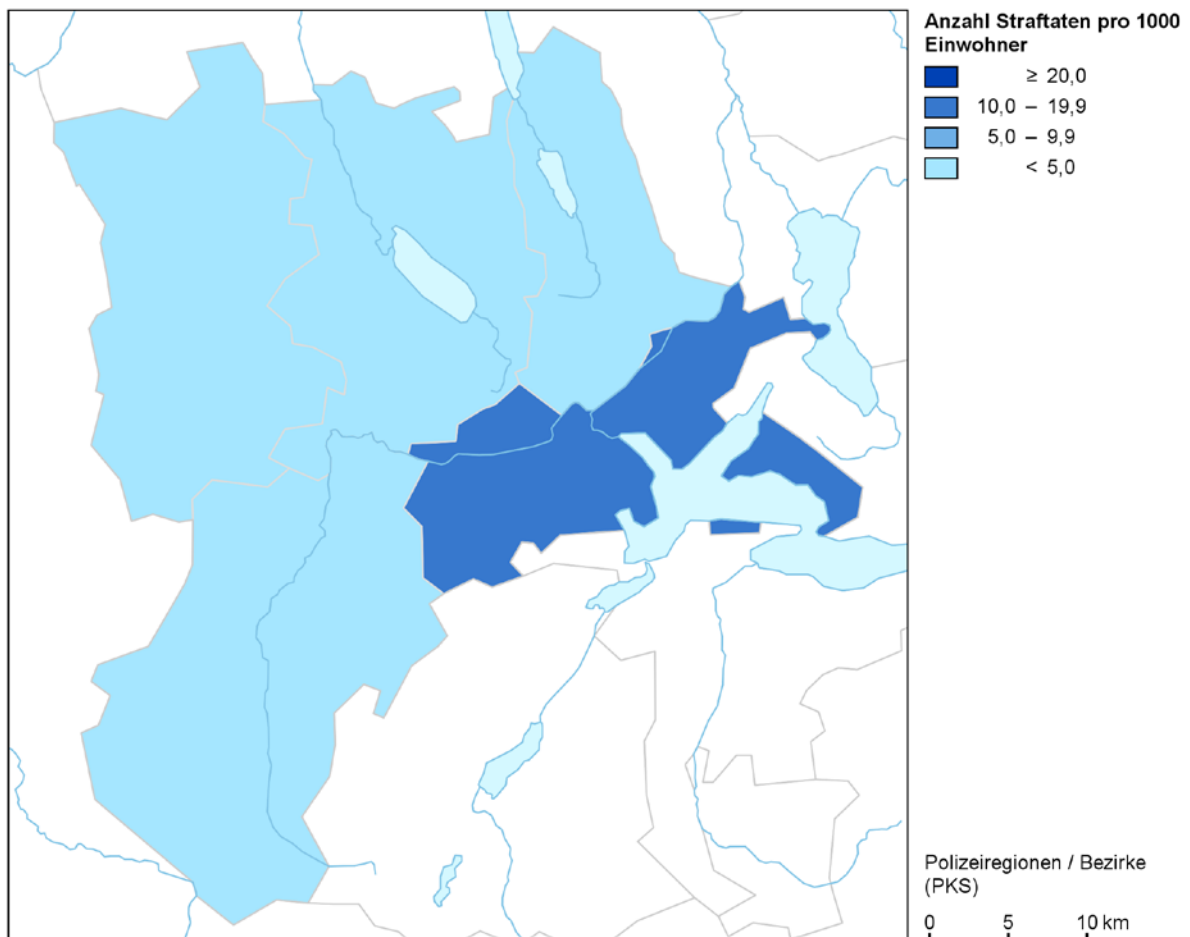 Anzahl Straftaten pro 1000
Einwohner
≥ 20,0
10,0 – 19,9
5,0 – 9,9
< 5,0
Polizeiregionen / Bezirke
(PKS)
0 5 10 km